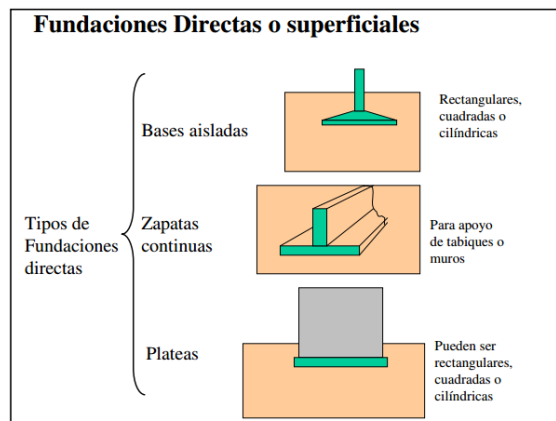 Fundaciones Directas o superficiales
Bases aisladas
Rectangulares,
cuadradas o
cilíndricas
Tipos de
Fundaciones
directas
Zapatas
continuas
Para apoyo
de tabiques o
muros
Plateas
Pueden ser
rectangulares,
cuadradas o
cilíndricas